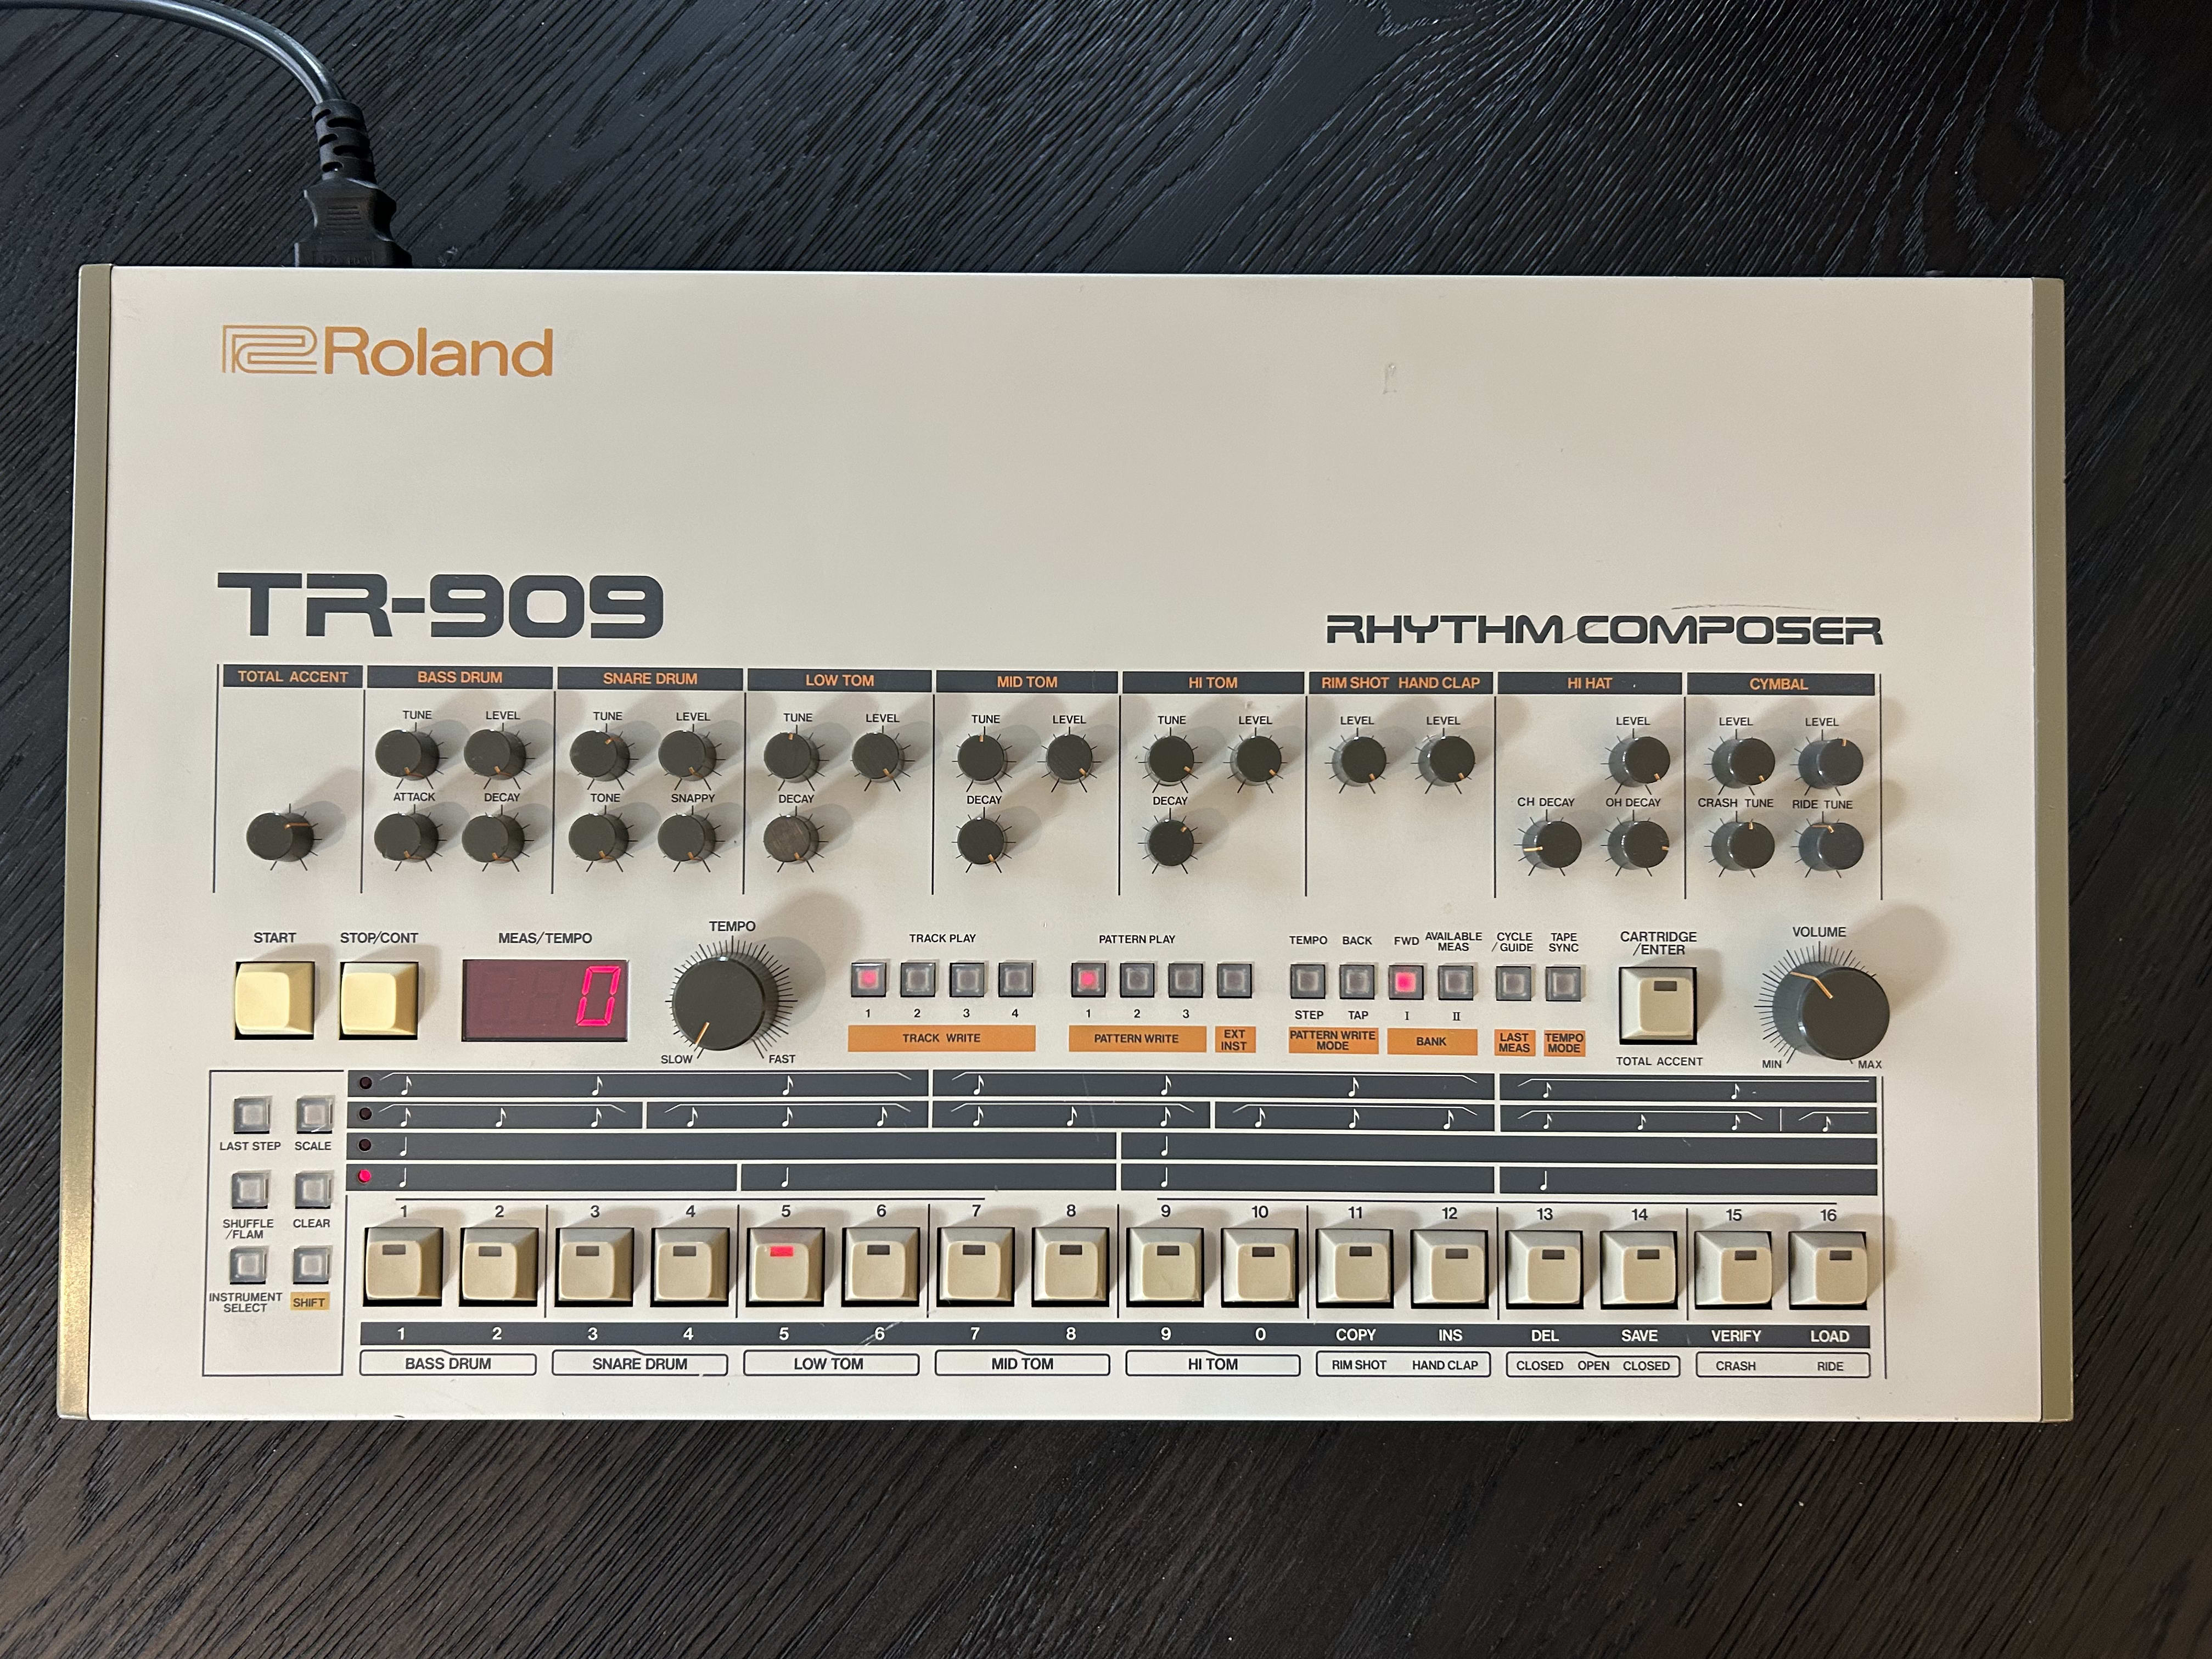 Roland
TR-909
RHYTHM COMPOSER
TOTAL ACCENT BASS DRUM SNARE DRUM LOW TOM MID TOM HI TOM RIM SHOT HAND CLAP HI HAT CYMBAL
TUNE LEVEL TUNE LEVEL TUNE LEVEL TUNE LEVEL TUNE LEVEL LEVEL LEVEL LEVEL LEVEL LEVEL
ATTACK DECAY TONE SNAPPY DECAY DECAY DECAY CH DECAY OH DECAY CRASH TUNE RIDE TUNE
START STOP/CONT MEAS/TEMPO TEMPO TRACK PLAY PATTERN PLAY TEMPO BACK FWD AVAILABLE MEAS CYCLE /GUIDE TAPE SYNC CARTRIDGE /ENTER VOLUME
0
1 2 3 4 1 2 3 STEP TAP I II
SLOW FAST TRACK WRITE PATTERN WRITE EXT INST PATTERN WRITE MODE BANK LAST MEAS TEMPO MODE TOTAL ACCENT MIN MAX
LAST STEP SCALE
SHUFFLE /FLAM CLEAR
INSTRUMENT SELECT SHIFT
1 2 3 4 5 6 7 8 9 10 11 12 13 14 15 16
1 2 3 4 5 6 7 8 9 0 COPY INS DEL SAVE VERIFY LOAD
BASS DRUM SNARE DRUM LOW TOM MID TOM HI TOM RIM SHOT HAND CLAP CLOSED OPEN CLOSED CRASH RIDE